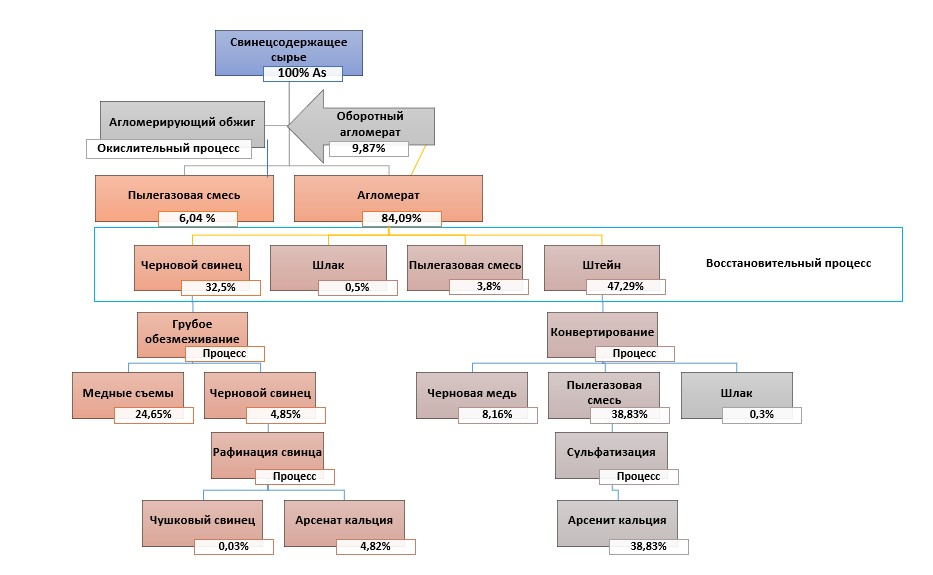 Свинецсодержащее
сырье
100% As
Агломерирующий обжиг
Окислительный процесс
Оборотный
агломерат
9,87%
Пылегазовая смесь
6,04 %
Агломерат
84,09%
Черновой свинец
32,5%
Шлак
0,5%
Пылегазовая смесь
3,8%
Штейн
47,29%
Восстановительный процесс
Грубое
обезмеживание
Процесс
Конвертирование
Процесс
Медные съемы
24,65%
Черновой свинец
4,85%
Черновая медь
8,16%
Пылегазовая
смесь
38,83%
Шлак
0,3%
Рафинация свинца
Процесс
Сульфатизация
Процесс
Чушковый свинец
0,03%
Арсенат кальция
4,82%
Арсенит кальция
38,83%